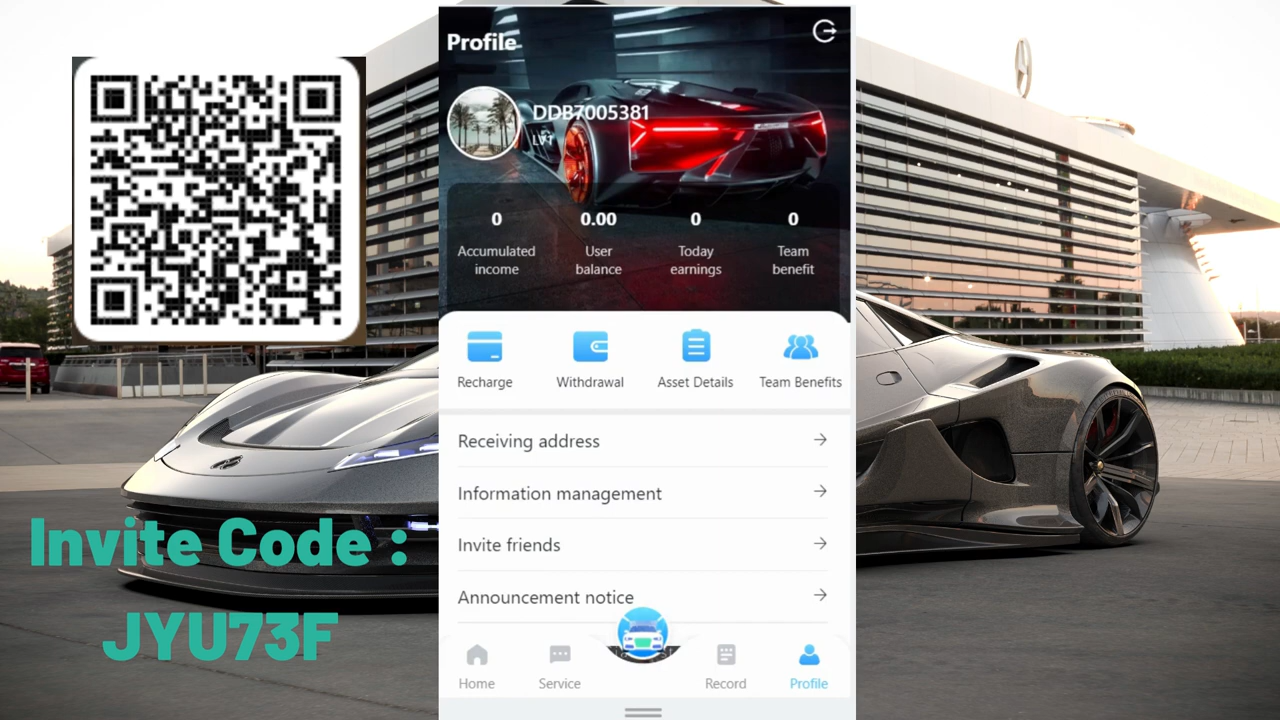 Profile
DDB7005381
LV1
0
0.00
0
0
Accumulated income
User balance
Today earnings
Team benefit
Recharge
Withdrawal
Asset Details
Team Benefits
Receiving address
Information management
Invite friends
Announcement notice
Home
Service
Record
Profile
Invite Code :
JYU73F